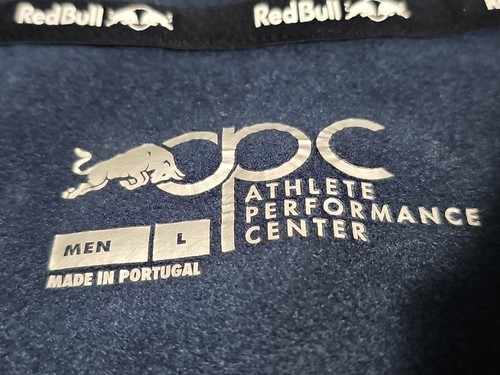 RedBull RedBull
apc
ATHLETE
PERFORMANCE
CENTER
MEN L
MADE IN PORTUGAL